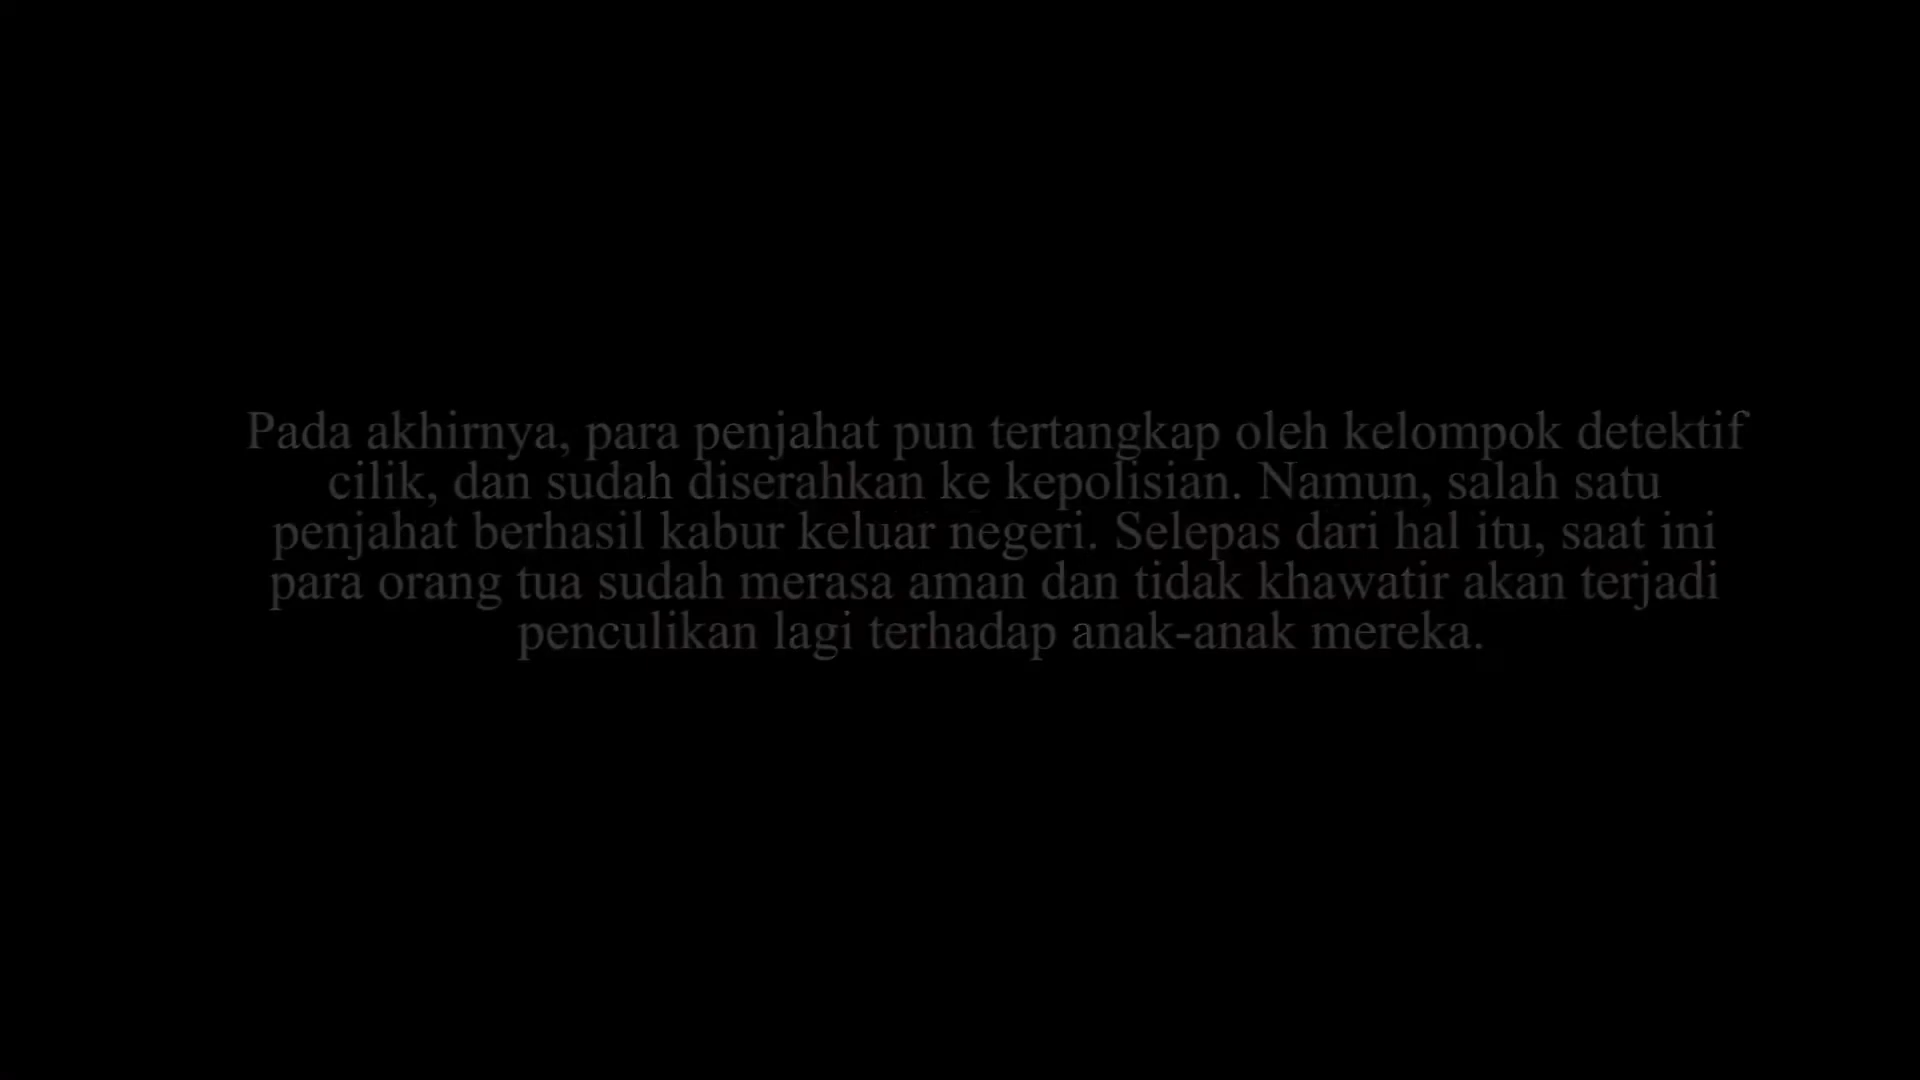 Pada akhirnya, para penjahat pun tertangkap oleh kelompok detektif
cilik, dan sudah diserahkan ke kepolisian. Namun, salah satu
penjahat berhasil kabur keluar negeri. Selepas dari hal itu, saat ini
para orang tua sudah merasa aman dan tidak khawatir akan terjadi
penculikan lagi terhadap anak-anak mereka.